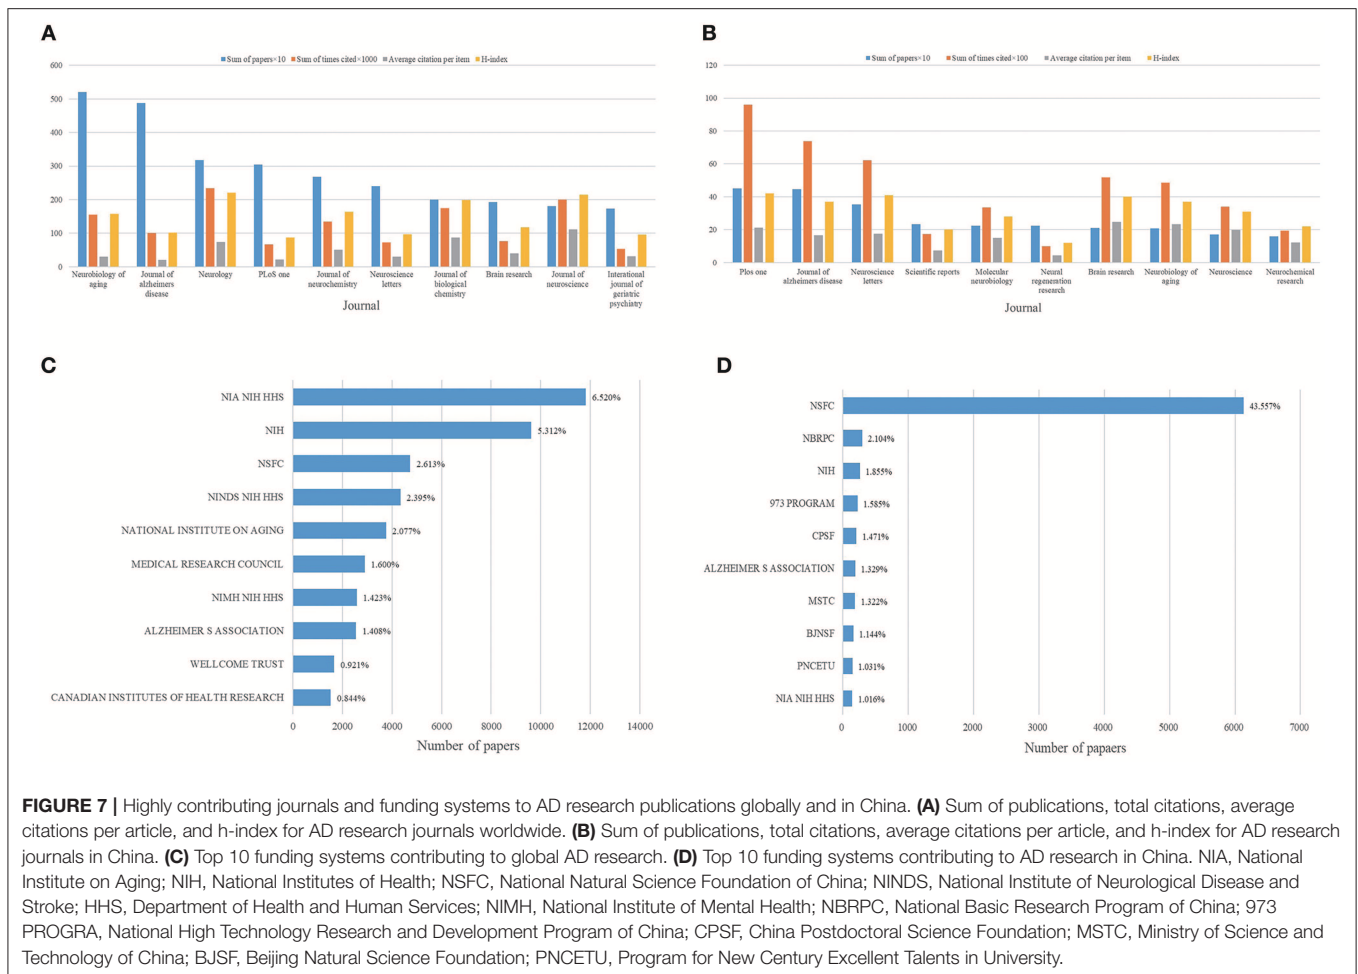 A
Sum of papers×10 Sum of times cited×1000 Average citation per item H-index
600
500
400
300
200
100
0
Neurobiology of
aging
Journal of
alzheimers
disease
Neurology
PLoS one
Journal of
neurochemistry
Neuroscience
letters
Journal of
biological
chemistry
Brain research
Journal of
neuroscience
Interational
journal of
geriatric
psychiatry
Journal
B
Sum of papers×10 Sum of times cited×100 Average citation per item H-index
120
100
80
60
40
20
0
Plos one
Journal of
alzheimers disease
Neuroscience
letters
Scientific reports
Molecular
neurobiology
Neural
regeneration
research
Brain research
Neurobiology of
aging
Neuroscience
Neurochemical
research
Journal
C
NIA NIH HHS 6.520%
NIH 5.312%
NSFC 2.613%
NINDS NIH HHS 2.395%
NATIONAL INSTITUTE ON AGING 2.077%
MEDICAL RESEARCH COUNCIL 1.600%
NIMH NIH HHS 1.423%
ALZHEIMER S ASSOCIATION 1.408%
WELLCOME TRUST 0.921%
CANADIAN INSTITUTES OF HEALTH RESEARCH 0.844%
0 2000 4000 6000 8000 10000 12000 14000
Number of papers
D
NSFC 43.557%
NBRPC 2.104%
NIH 1.855%
973 PROGRAM 1.585%
CPSF 1.471%
ALZHEIMER S ASSOCIATION 1.329%
MSTC 1.322%
BJNSF 1.144%
PNCETU 1.031%
NIA NIH HHS 1.016%
0 1000 2000 3000 4000 5000 6000 7000
Number of papaers
FIGURE 7 | Highly contributing journals and funding systems to AD research publications globally and in China. (A) Sum of publications, total citations, average
citations per article, and h-index for AD research journals worldwide. (B) Sum of publications, total citations, average citations per article, and h-index for AD research
journals in China. (C) Top 10 funding systems contributing to global AD research. (D) Top 10 funding systems contributing to AD research in China. NIA, National
Institute on Aging; NIH, National Institutes of Health; NSFC, National Natural Science Foundation of China; NINDS, National Institute of Neurological Disease and
Stroke; HHS, Department of Health and Human Services; NIMH, National Institute of Mental Health; NBRPC, National Basic Research Program of China; 973
PROGRA, National High Technology Research and Development Program of China; CPSF, China Postdoctoral Science Foundation; MSTC, Ministry of Science and
Technology of China; BJSF, Beijing Natural Science Foundation; PNCETU, Program for New Century Excellent Talents in University.